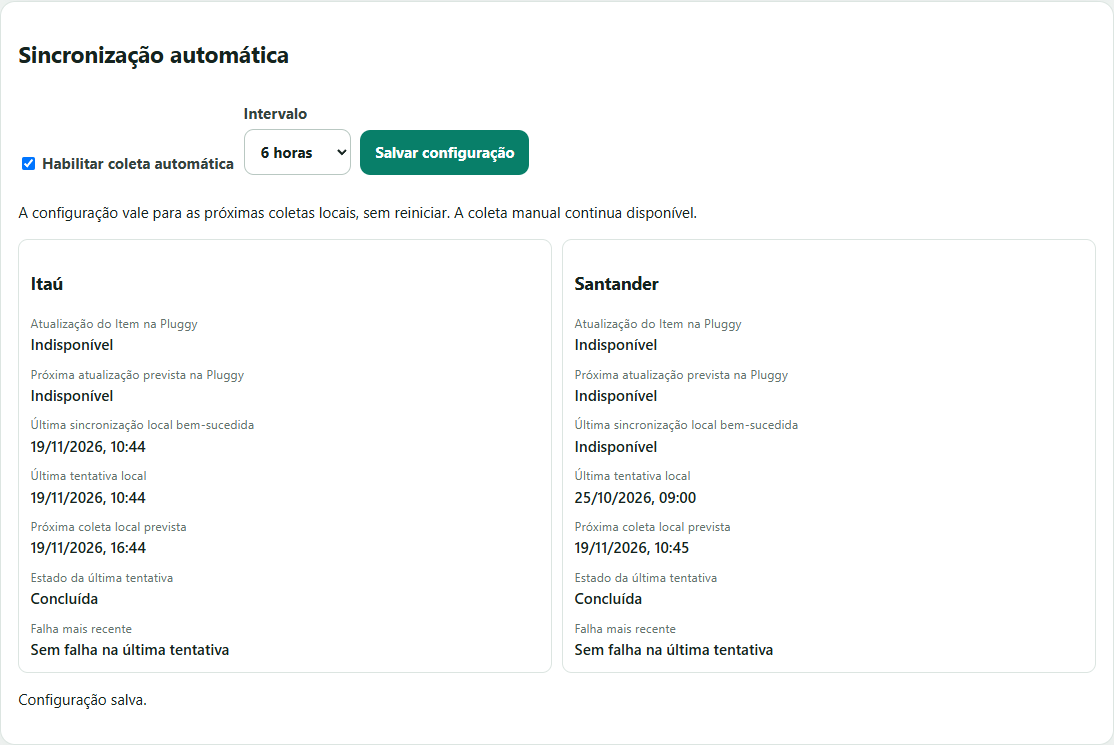 Sincronização automática
Intervalo
Habilitar coleta automática
6 horas
Salvar configuração
A configuração vale para as próximas coletas locais, sem reiniciar. A coleta manual continua disponível.
Itaú
Atualização do Item na Pluggy
Indisponível
Próxima atualização prevista na Pluggy
Indisponível
Última sincronização local bem-sucedida
19/11/2026, 10:44
Última tentativa local
19/11/2026, 10:44
Próxima coleta local prevista
19/11/2026, 16:44
Estado da última tentativa
Concluída
Falha mais recente
Sem falha na última tentativa
Santander
Atualização do Item na Pluggy
Indisponível
Próxima atualização prevista na Pluggy
Indisponível
Última sincronização local bem-sucedida
Indisponível
Última tentativa local
25/10/2026, 09:00
Próxima coleta local prevista
19/11/2026, 10:45
Estado da última tentativa
Concluída
Falha mais recente
Sem falha na última tentativa
Configuração salva.